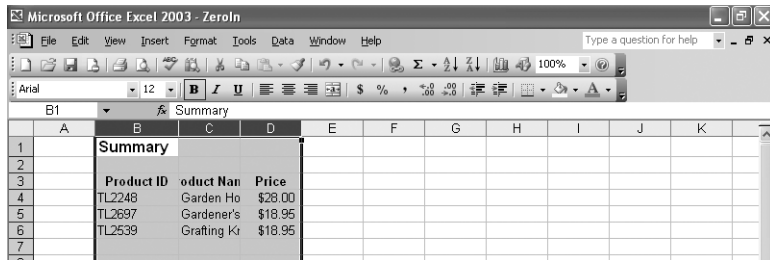 Microsoft Office Excel 2003 - ZeroIn
File Edit View Insert Format Tools Data Window Help Type a question for help
100%
Arial 12 B I U $ % ,
B1 fx Summary
A B C D E F G H I J K
1 Summary
2
3 Product ID oduct Nan Price
4 TL2248 Garden Ho $28.00
5 TL2697 Gardener's $18.95
6 TL2539 Grafting Kr $18.95
7